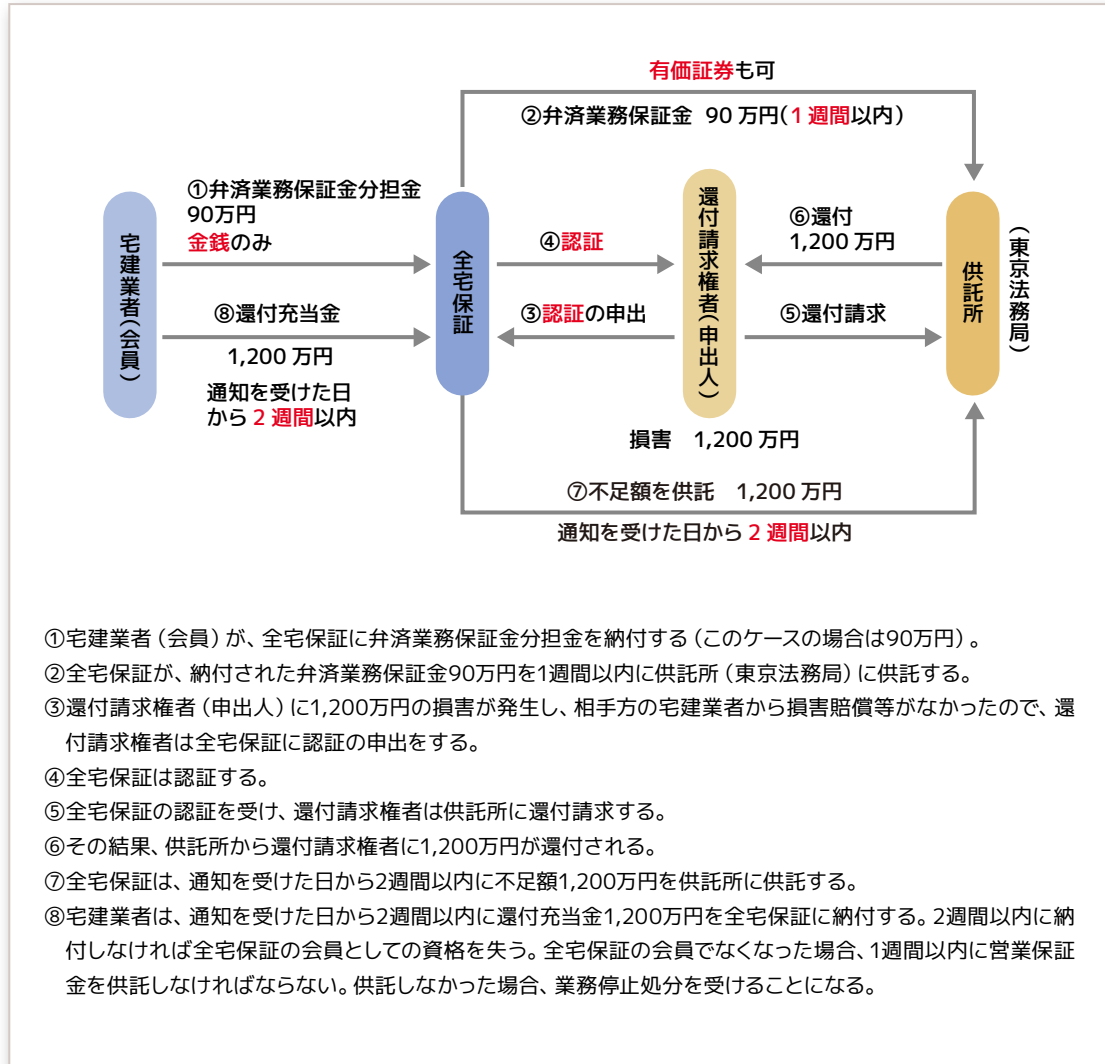 有価証券も可
②弁済業務保証金 90万円(1週間以内)
①弁済業務保証金分担金
90万円
金銭のみ
宅建業者(会員)
全宅保証
④認証
還付請求権者(申出人)
⑥還付
1,200万円
供託所
(東京法務局)
⑧還付充当金
1,200万円
③認証の申出
⑤還付請求
通知を受けた日
から2週間以内
損害 1,200万円
⑦不足額を供託 1,200万円
通知を受けた日から2週間以内
①宅建業者(会員)が、全宅保証に弁済業務保証金分担金を納付する(このケースの場合は90万円)。
②全宅保証が、納付された弁済業務保証金90万円を1週間以内に供託所(東京法務局)に供託する。
③還付請求権者(申出人)に1,200万円の損害が発生し、相手方の宅建業者から損害賠償等がなかったので、還
付請求権者は全宅保証に認証の申出をする。
④全宅保証は認証する。
⑤全宅保証の認証を受け、還付請求権者は供託所に還付請求する。
⑥その結果、供託所から還付請求権者に1,200万円が還付される。
⑦全宅保証は、通知を受けた日から2週間以内に不足額1,200万円を供託所に供託する。
⑧宅建業者は、通知を受けた日から2週間以内に還付充当金1,200万円を全宅保証に納付する。2週間以内に納
付しなければ全宅保証の会員としての資格を失う。全宅保証の会員でなくなった場合、1週間以内に営業保証
金を供託しなければならない。供託しなかった場合、業務停止処分を受けることになる。